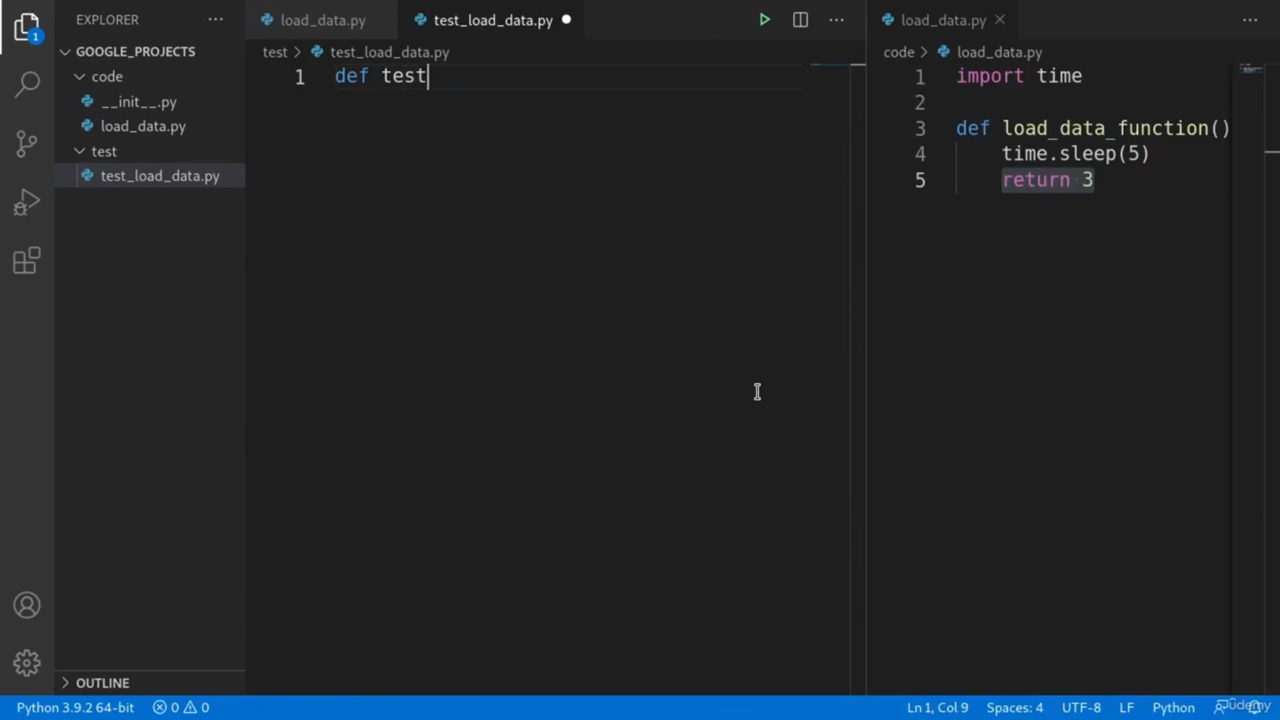 EXPLORER
GOOGLE_PROJECTS
code
__init__.py
load_data.py
test
test_load_data.py
OUTLINE
load_data.py
test_load_data.py
test > test_load_data.py
1 def test
load_data.py
code > load_data.py
1 import time
2
3 def load_data_function()
4 time.sleep(5)
5 return 3
1
Python 3.9.2 64-bit
0
0
Ln 1, Col 9
Spaces: 4
UTF-8
LF
Python
Udemy